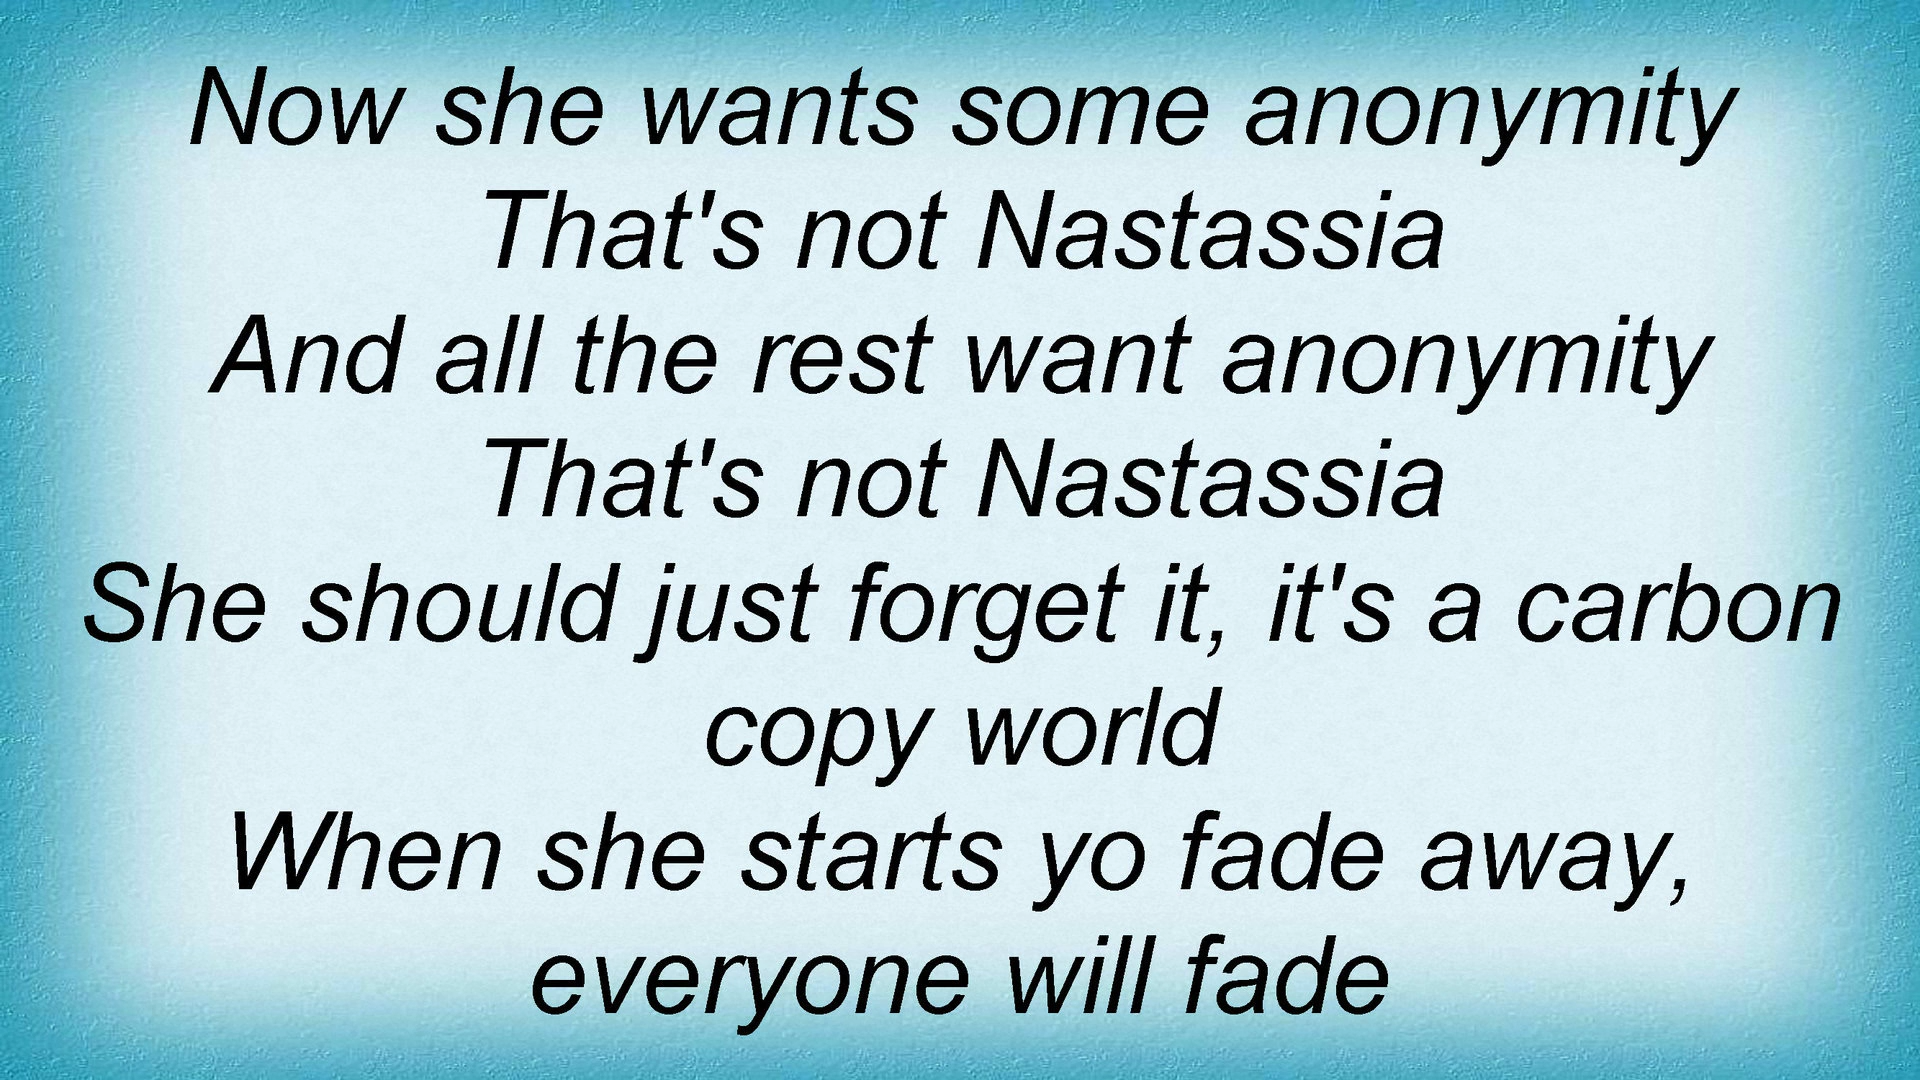 Now she wants some anonymity
That's not Nastassia
And all the rest want anonymity
That's not Nastassia
She should just forget it, it's a carbon
copy world
When she starts yo fade away,
everyone will fade